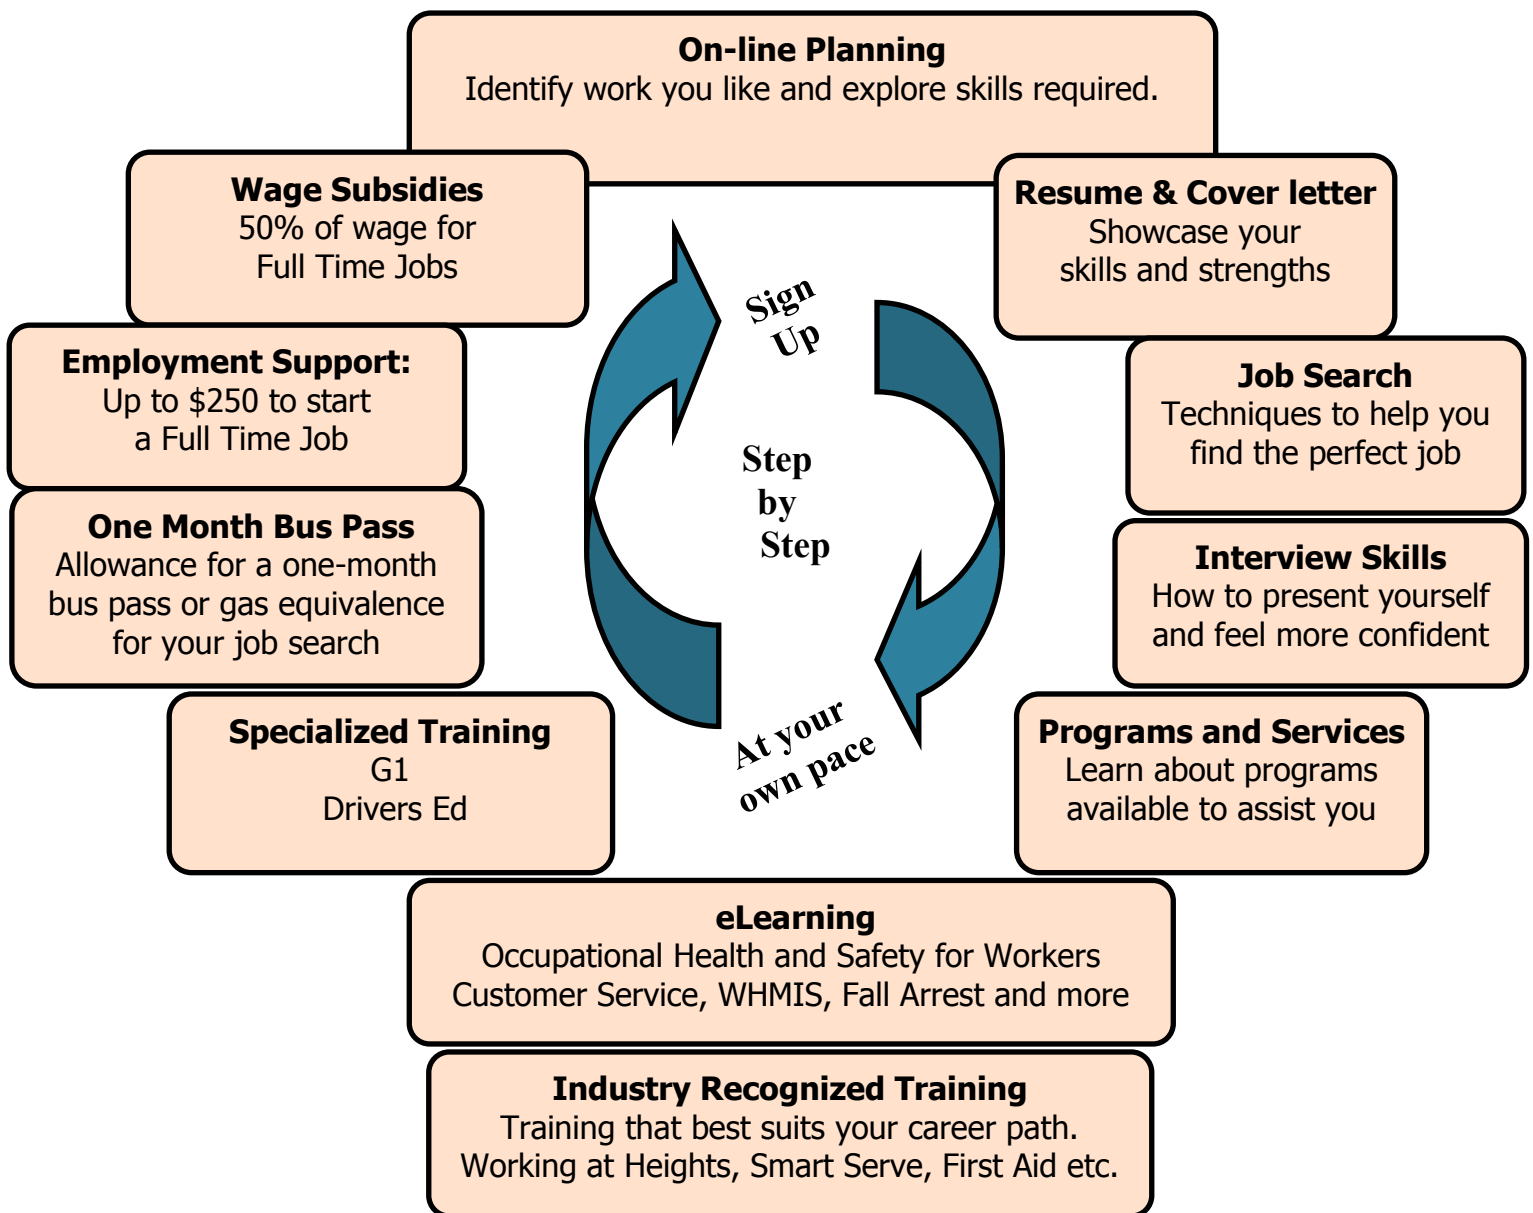 On-line Planning
Identify work you like and explore skills required.
Wage Subsidies
50% of wage for
Full Time Jobs
Resume & Cover letter
Showcase your
skills and strengths
Sign
Up
Employment Support:
Up to $250 to start
a Full Time Job
Job Search
Techniques to help you
find the perfect job
Step
by
Step
One Month Bus Pass
Allowance for a one-month
bus pass or gas equivalence
for your job search
Interview Skills
How to present yourself
and feel more confident
At your
own pace
Specialized Training
G1
Drivers Ed
Programs and Services
Learn about programs
available to assist you
eLearning
Occupational Health and Safety for Workers
Customer Service, WHMIS, Fall Arrest and more
Industry Recognized Training
Training that best suits your career path.
Working at Heights, Smart Serve, First Aid etc.